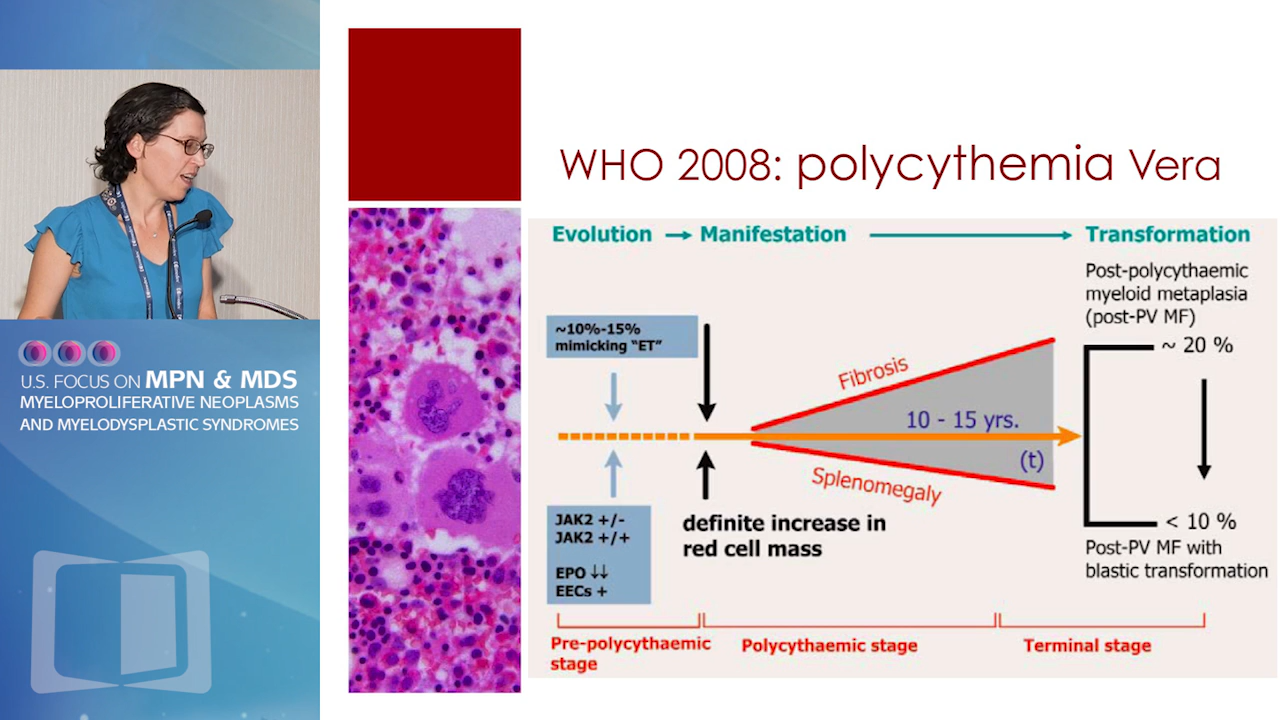 U.S. FOCUS ON MPN & MDS
MYELOPROLIFERATIVE NEOPLASMS
AND MYELODYSPLASTIC SYNDROMES
WHO 2008: polycythemia Vera
Evolution → Manifestation → Transformation
Post-polycythaemic
myeloid metaplasia
(post-PV MF)
~ 20 %
~10%-15%
mimicking “ET”
Fibrosis
10 - 15 yrs.
(t)
Splenomegaly
JAK2 +/-
JAK2 +/+
EPO ↓↓
EECs +
definite increase in
red cell mass
< 10 %
Post-PV MF with
blastic transformation
Pre-polycythaemic
stage
Polycythaemic stage
Terminal stage